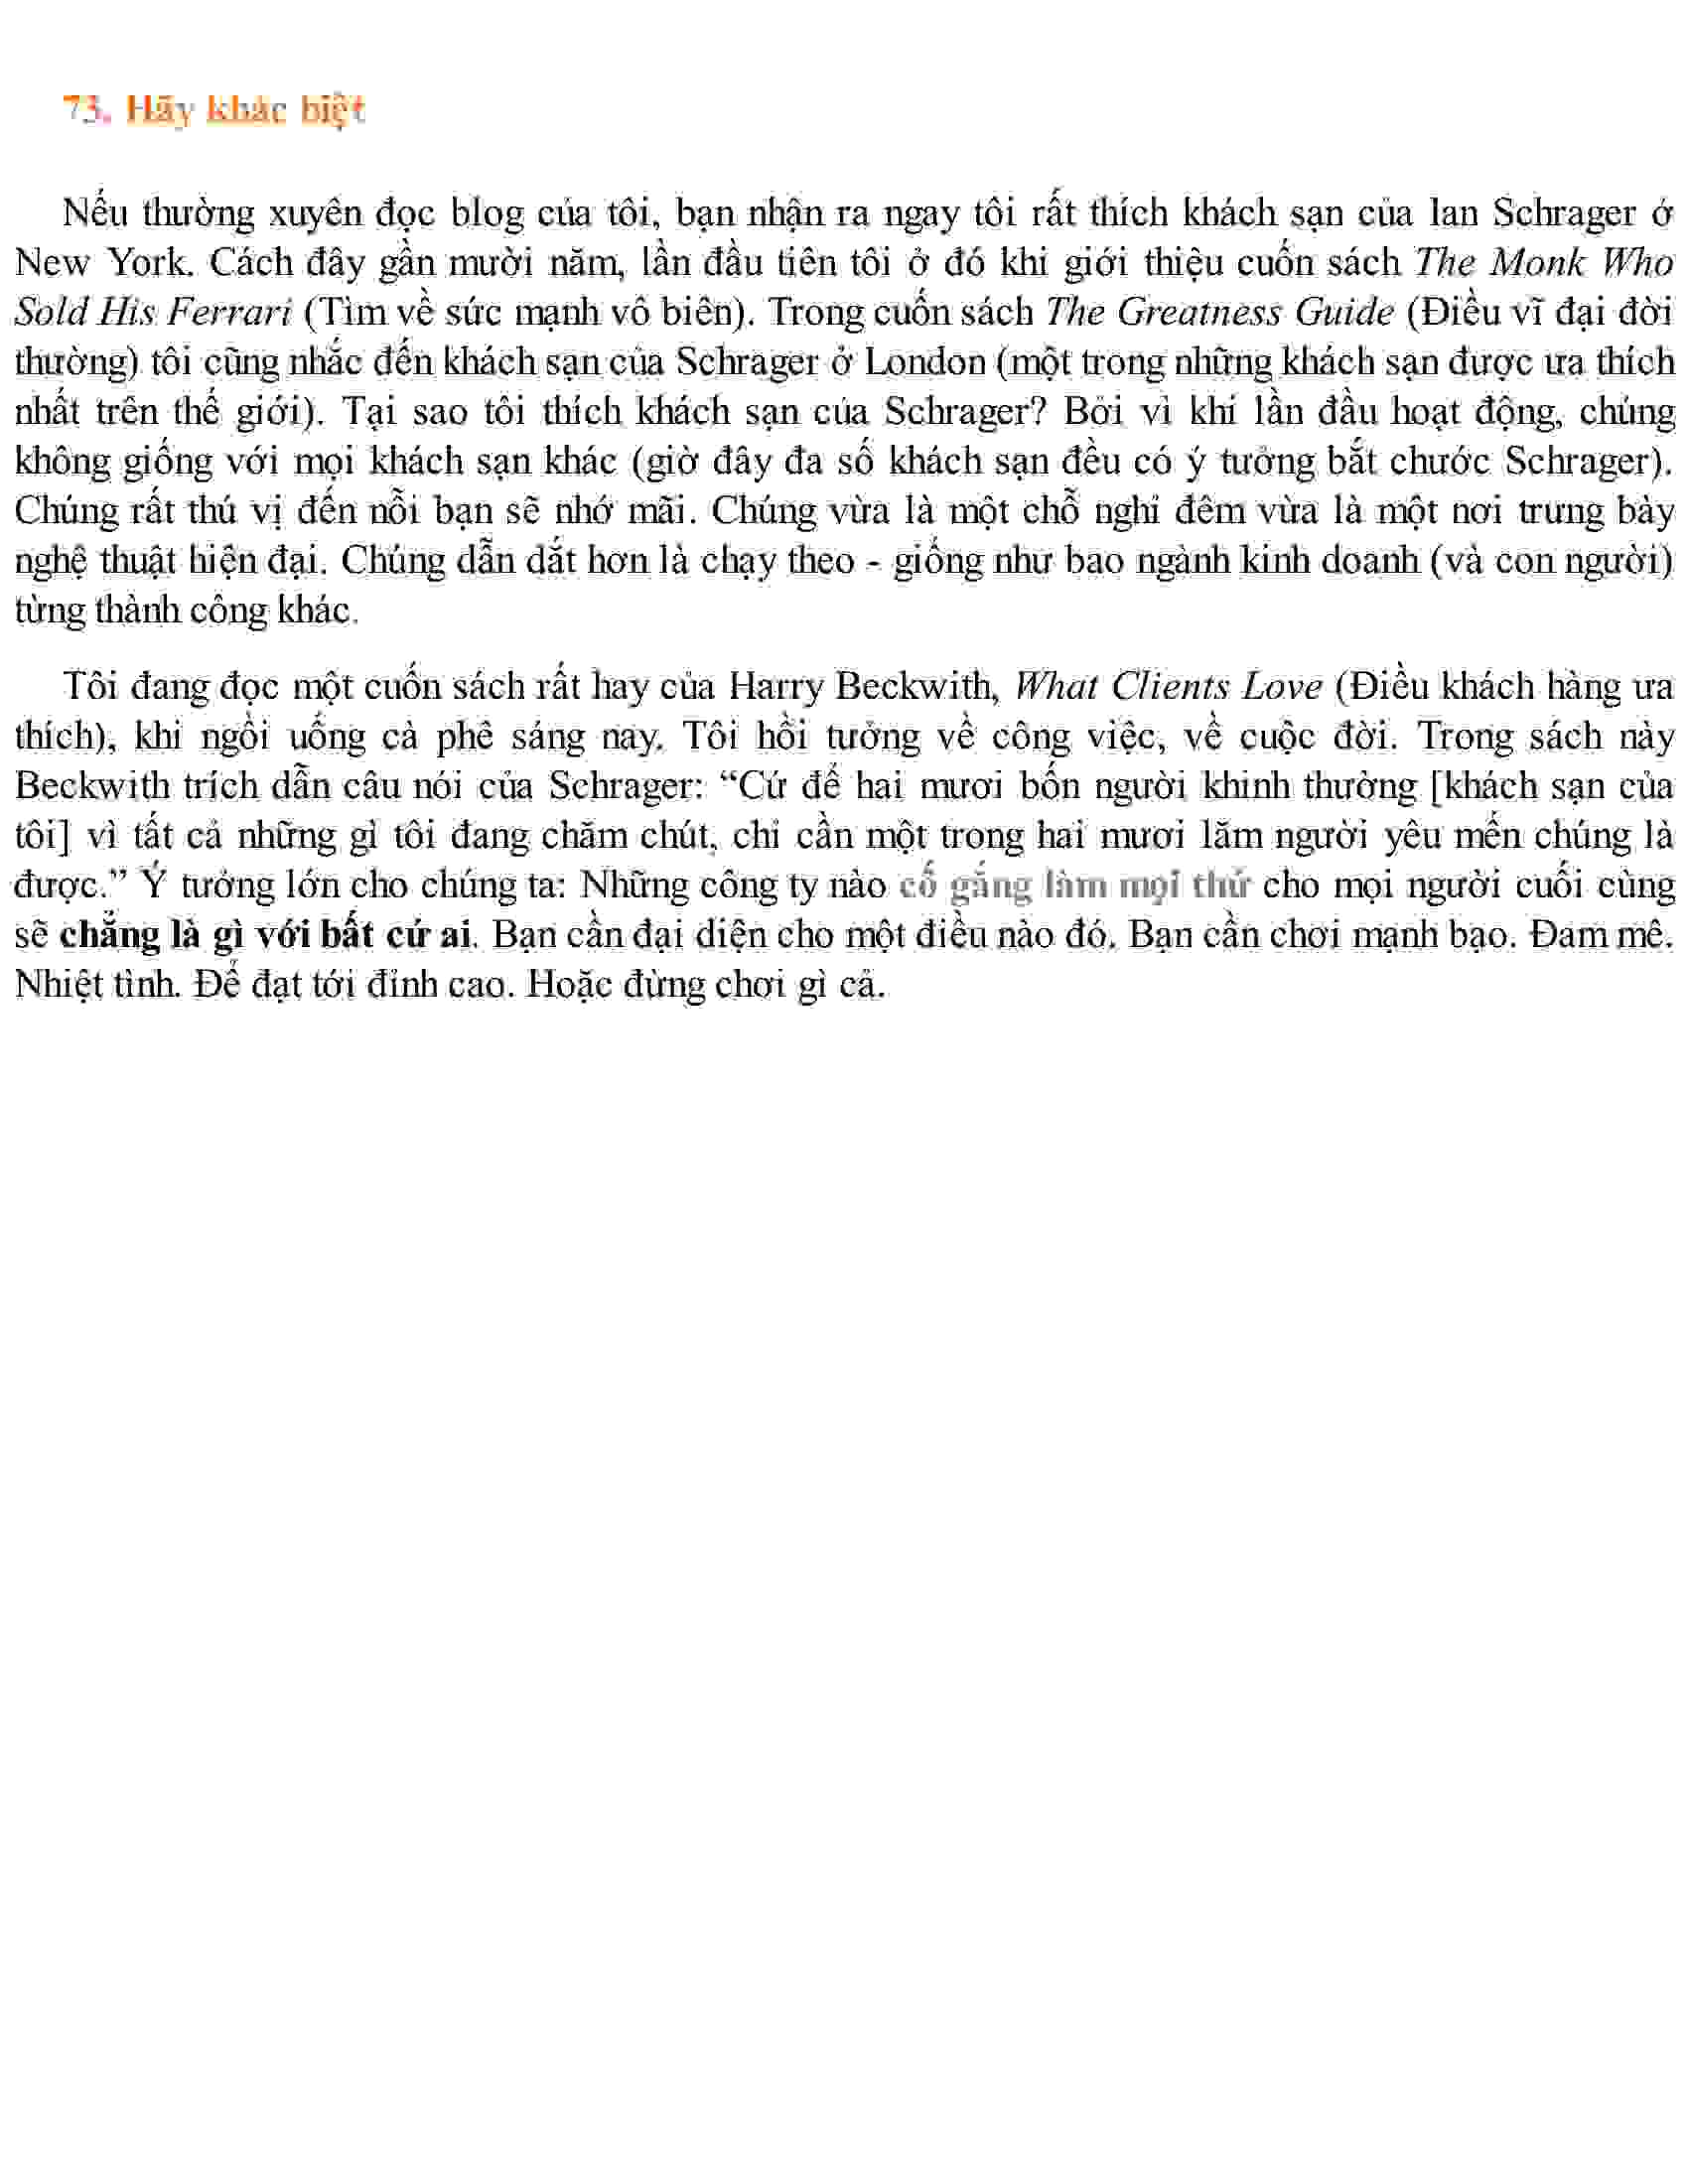 73. Hãy khác biệt
Nếu thường xuyên đọc blog của tôi, bạn nhận ra ngay tôi rất thích khách sạn của Ian Schrager ở
New York. Cách đây gần mười năm, lần đầu tiên tôi ở đó khi giới thiệu cuốn sách The Monk Who
Sold His Ferrari (Tìm về sức mạnh vô biên). Trong cuốn sách The Greatness Guide (Điều vĩ đại đời
thường) tôi cũng nhắc đến khách sạn của Schrager ở London (một trong những khách sạn được ưa thích
nhất trên thế giới). Tại sao tôi thích khách sạn của Schrager? Bởi vì khi lần đầu hoạt động, chúng
không giống với mọi khách sạn khác (giờ đây đa số khách sạn đều có ý tưởng bắt chước Schrager).
Chúng rất thú vị đến nỗi bạn sẽ nhớ mãi. Chúng vừa là một chỗ nghỉ đêm vừa là một nơi trưng bày
nghệ thuật hiện đại. Chúng dẫn dắt hơn là chạy theo - giống như bao ngành kinh doanh (và con người)
từng thành công khác.
Tôi đang đọc một cuốn sách rất hay của Harry Beckwith, What Clients Love (Điều khách hàng ưa
thích), khi ngồi uống cà phê sáng nay. Tôi hồi tưởng về công việc, về cuộc đời. Trong sách này
Beckwith trích dẫn câu nói của Schrager: “Cứ để hai mươi bốn người khinh thường [khách sạn của
tôi] vì tất cả những gì tôi đang chăm chút, chỉ cần một trong hai mươi lăm người yêu mến chúng là
được.” Ý tưởng lớn cho chúng ta: Những công ty nào cố gắng làm mọi thứ cho mọi người cuối cùng
sẽ chẳng là gì với bất cứ ai. Bạn cần đại diện cho một điều nào đó. Bạn cần chơi mạnh bạo. Đam mê.
Nhiệt tình. Để đạt tới đỉnh cao. Hoặc đừng chơi gì cả.